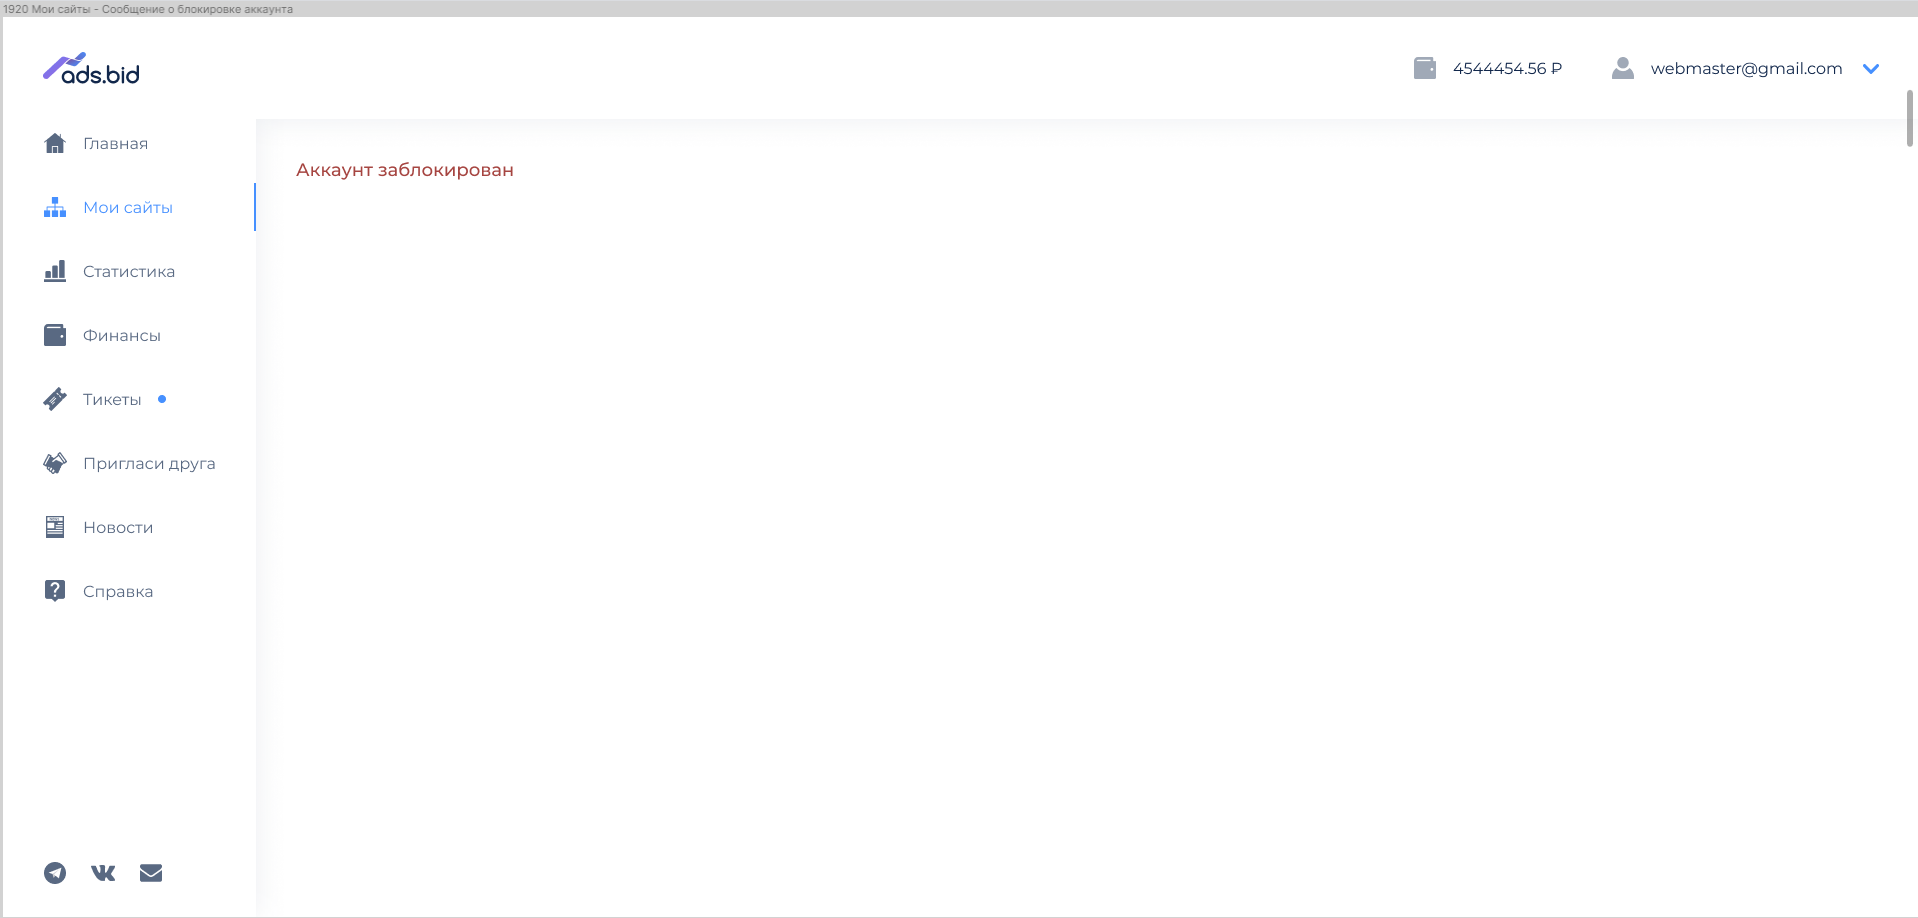 1920 Мои сайты - Сообщение о блокировке аккаунта
ads.bid
4544454.56 ₽
webmaster@gmail.com
Главная
Мои сайты
Статистика
Финансы
Тикеты
Пригласи друга
Новости
Справка
Аккаунт заблокирован